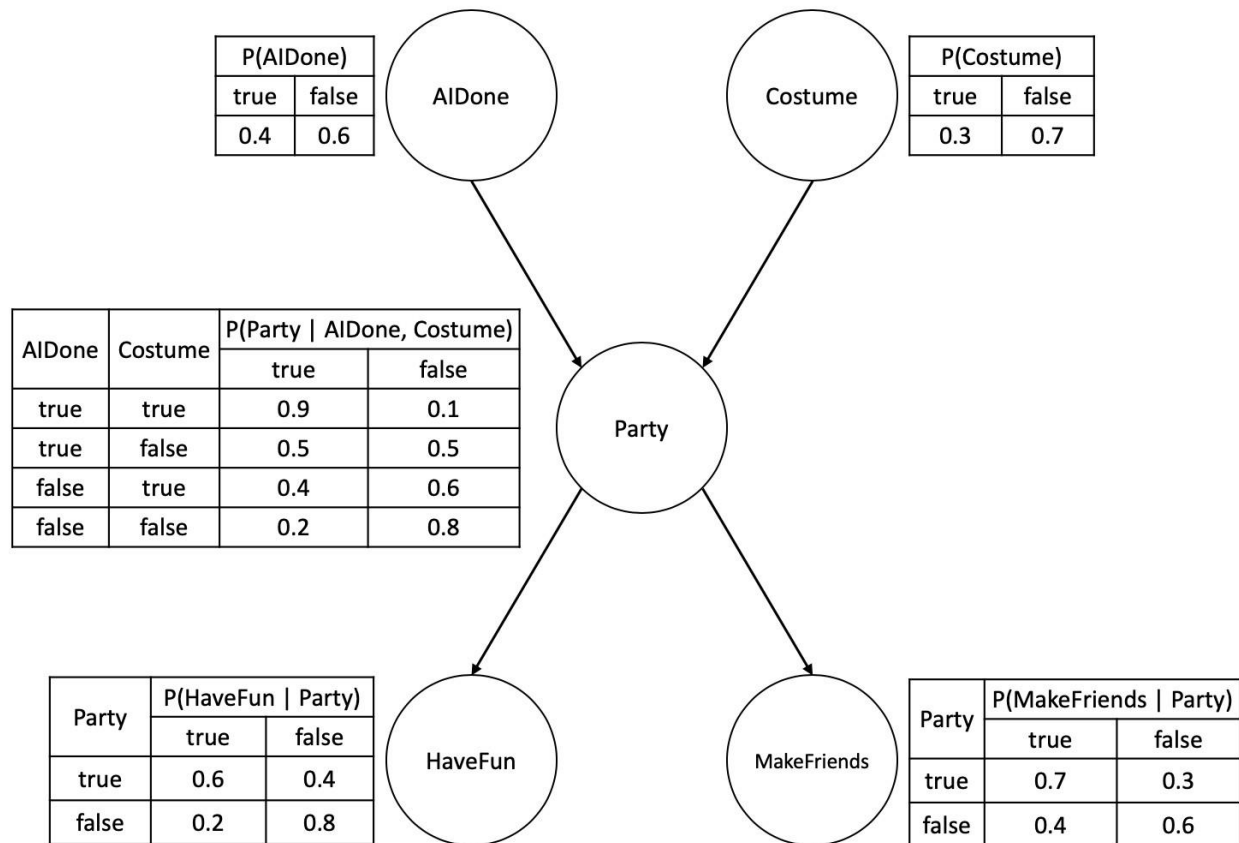 P(AIDone)
true false
0.4 0.6
AIDone
Costume
P(Costume)
true false
0.3 0.7
AIDone Costume P(Party | AIDone, Costume)
true false
true true 0.9 0.1
true false 0.5 0.5
false true 0.4 0.6
false false 0.2 0.8
Party
Party P(HaveFun | Party)
true false
true 0.6 0.4
false 0.2 0.8
HaveFun
MakeFriends
Party P(MakeFriends | Party)
true false
true 0.7 0.3
false 0.4 0.6